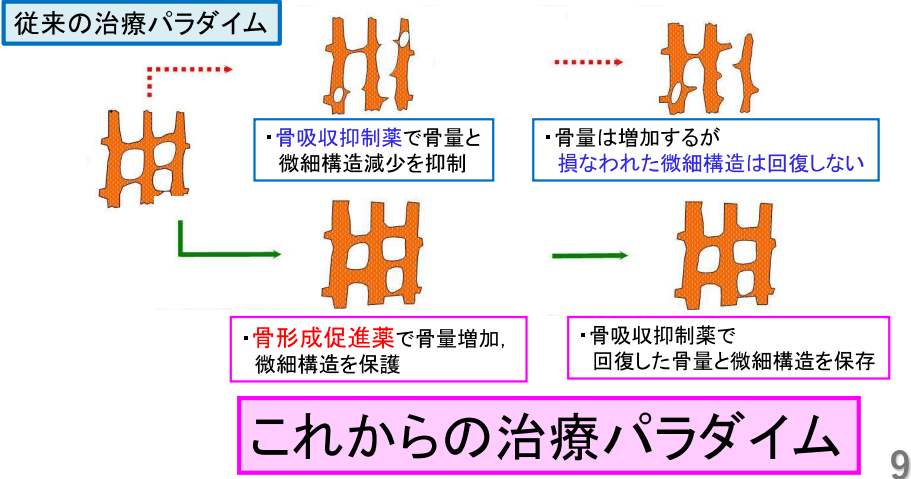 従来の治療パラダイム
・骨吸収抑制薬で骨量と
微細構造減少を抑制
・骨量は増加するが
損なわれた微細構造は回復しない
・骨形成促進薬で骨量増加,
微細構造を保護
・骨吸収抑制薬で
回復した骨量と微細構造を保存
これからの治療パラダイム
9